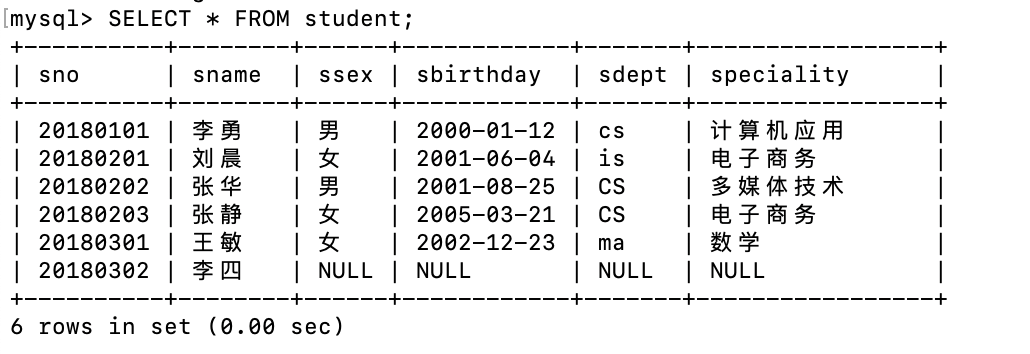 mysql> SELECT * FROM student;
+----------+--------+------+------------+-------+-----------------+
| sno      | sname  | ssex | sbirthday  | sdept | speciality      |
+----------+--------+------+------------+-------+-----------------+
| 20180101 | 李勇   | 男   | 2000-01-12 | cs    | 计算机应用      |
| 20180201 | 刘晨   | 女   | 2001-06-04 | is    | 电子商务        |
| 20180202 | 张华   | 男   | 2001-08-25 | CS    | 多媒体技术      |
| 20180203 | 张静   | 女   | 2005-03-21 | CS    | 电子商务        |
| 20180301 | 王敏   | 女   | 2002-12-23 | ma    | 数学            |
| 20180302 | 李四   | NULL | NULL       | NULL  | NULL            |
+----------+--------+------+------------+-------+-----------------+
6 rows in set (0.00 sec)